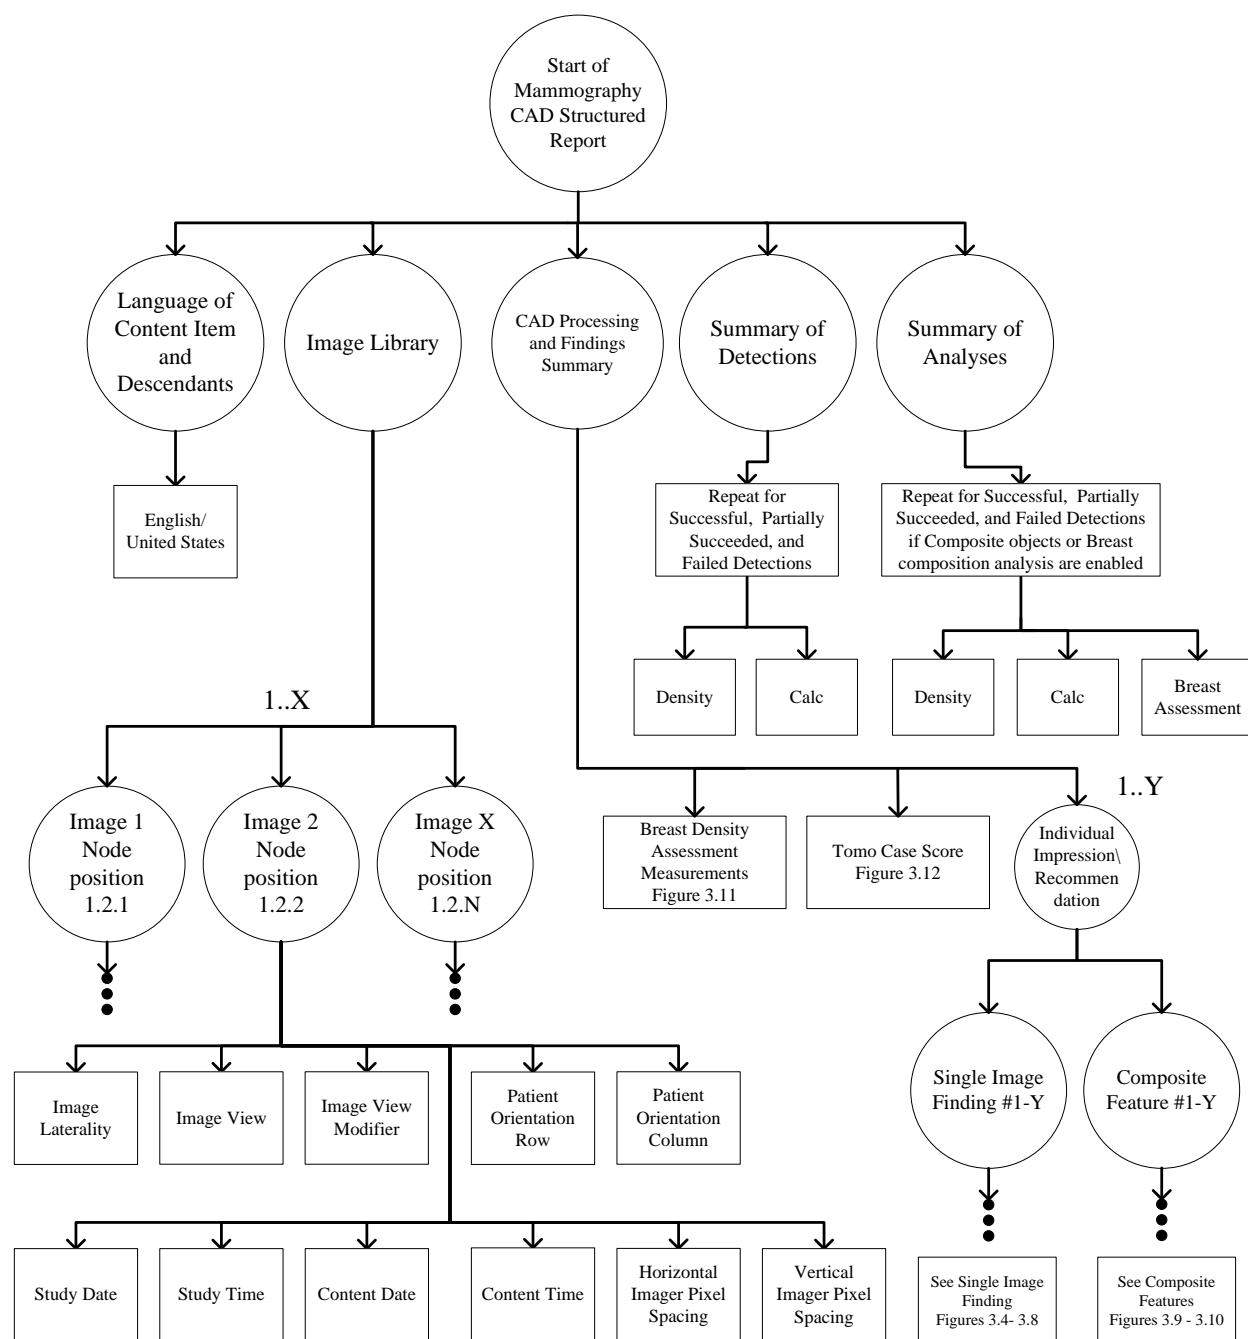 Start of
Mammography
CAD Structured
Report
Language of
Content Item
and
Descendants
Image Library
CAD Processing
and Findings
Summary
Summary of
Detections
Summary of
Analyses
English/
United States
Repeat for
Successful, Partially
Succeeded, and
Failed Detections
Repeat for Successful, Partially
Succeeded, and Failed Detections
if Composite objects or Breast
composition analysis are enabled
Density
Calc
Density
Calc
Breast
Assessment
1..X
1..Y
Image 1
Node
position
1.2.1
Image 2
Node
position
1.2.2
Image X
Node
position
1.2.N
Breast Density
Assessment
Measurements
Figure 3.11
Tomo Case Score
Figure 3.12
Individual
Impression\
Recommen
dation
Image
Laterality
Image View
Image View
Modifier
Patient
Orientation
Row
Patient
Orientation
Column
Single Image
Finding #1-Y
Composite
Feature #1-Y
Study Date
Study Time
Content Date
Content Time
Horizontal
Imager Pixel
Spacing
Vertical
Imager Pixel
Spacing
See Single Image
Finding
Figures 3.4- 3.8
See Composite
Features
Figures 3.9 - 3.10